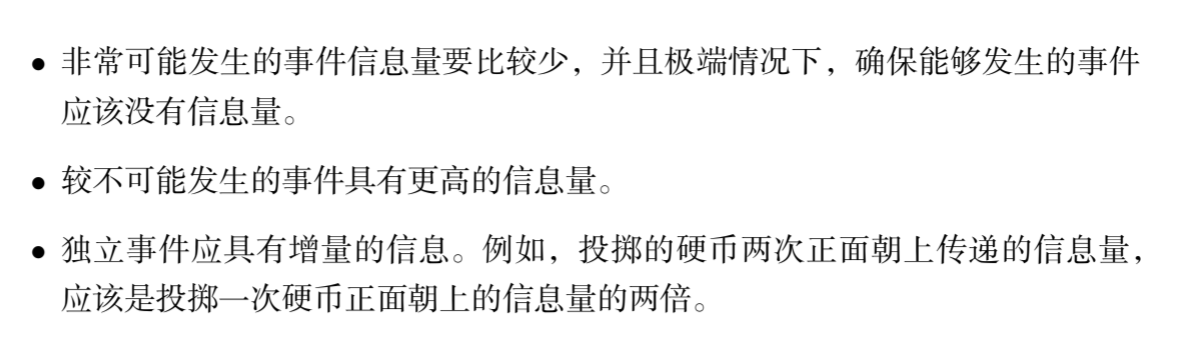 • 非常可能发生的事件信息量要比较少，并且极端情况下，确保能够发生的事件
应该没有信息量。
• 较不可能发生的事件具有更高的信息量。
• 独立事件应具有增量的信息。例如，投掷的硬币两次正面朝上传递的信息量，
应该是投掷一次硬币正面朝上的信息量的两倍。